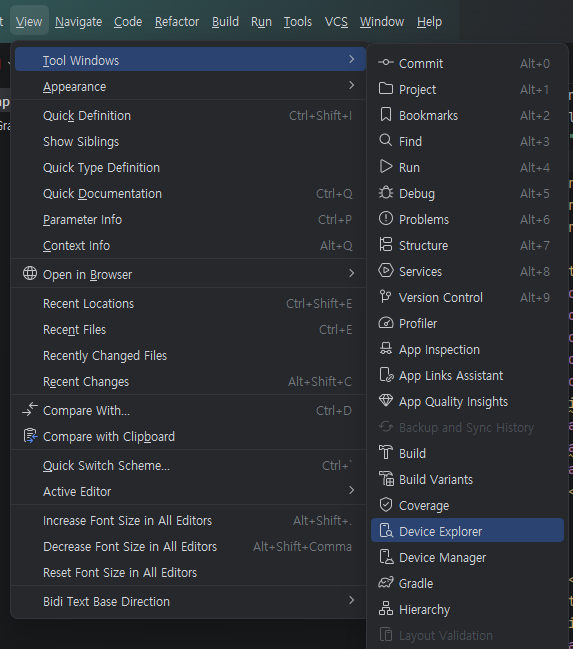 View Navigate Code Refactor Build Run Tools VCS Window Help
Tool Windows
Appearance
Quick Definition Ctrl+Shift+I
Show Siblings
Quick Type Definition
Quick Documentation Ctrl+Q
Parameter Info Ctrl+P
Context Info Alt+Q
Open in Browser
Recent Locations Ctrl+Shift+E
Recent Files Ctrl+E
Recently Changed Files
Recent Changes Alt+Shift+C
Compare With... Ctrl+D
Compare with Clipboard
Quick Switch Scheme... Ctrl+`
Active Editor
Increase Font Size in All Editors Alt+Shift+.
Decrease Font Size in All Editors Alt+Shift+Comma
Reset Font Size in All Editors
Bidi Text Base Direction
Commit Alt+0
Project Alt+1
Bookmarks Alt+2
Find Alt+3
Run Alt+4
Debug Alt+5
Problems Alt+6
Structure Alt+7
Services Alt+8
Version Control Alt+9
Profiler
App Inspection
App Links Assistant
App Quality Insights
Backup and Sync History
Build
Build Variants
Coverage
Device Explorer
Device Manager
Gradle
Hierarchy
Layout Validation